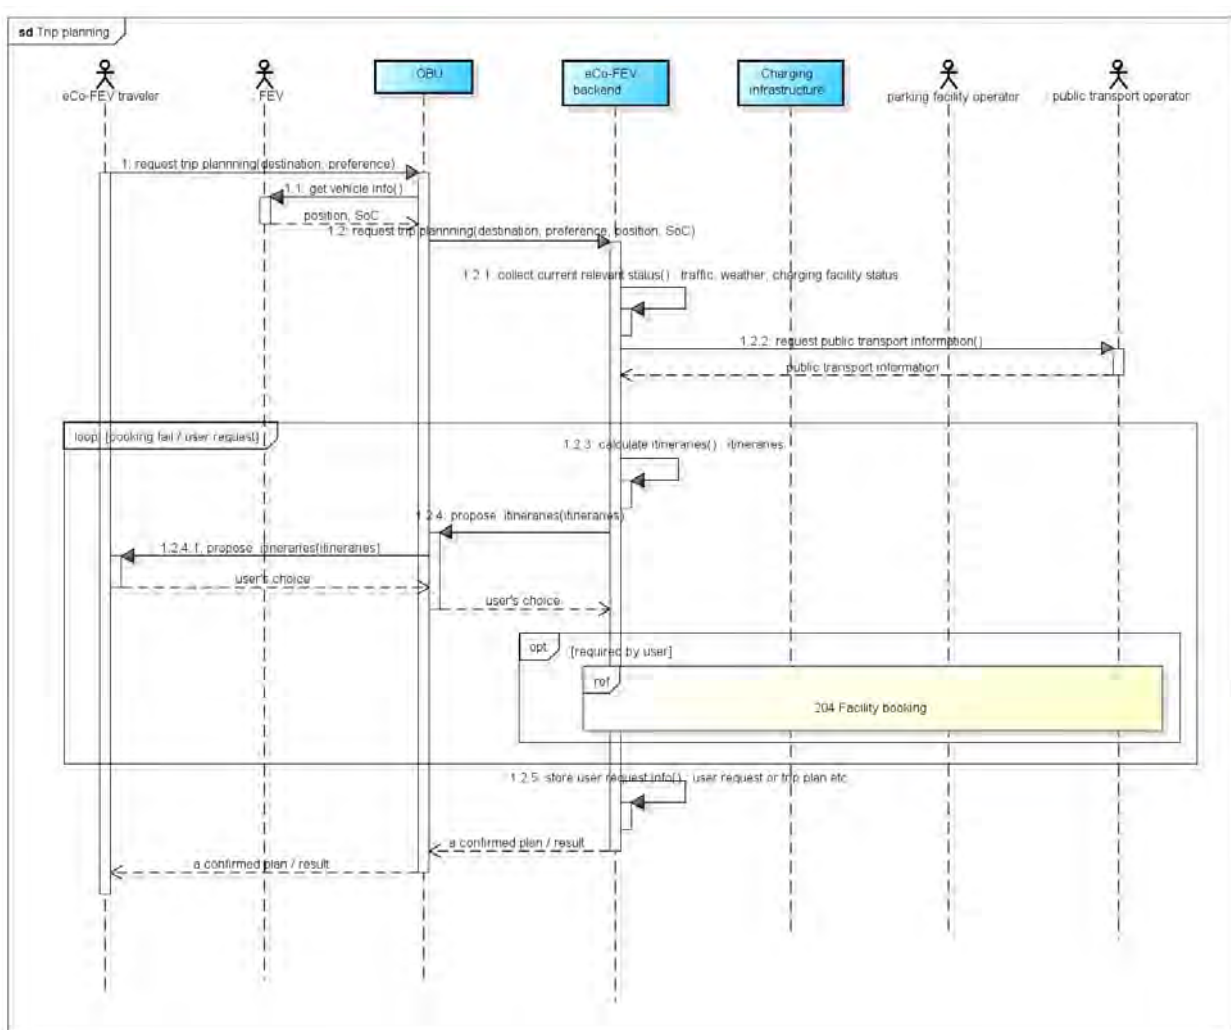 sd Trip planning
eCo-FEV traveler
FEV
OBU
eCo-FEV
backend
Charging
infrastructure
parking facility operator
public transport operator
1: request trip plannning(destination, preference)
1.1: get vehicle info()
position, SoC
1.2: request trip plannning(destination, preference, position, SoC)
1.2.1: collect current relevant status() : traffic, weather, charging facility status
1.2.2: request public transport information()
public transport information
loop [booking fail / user request]
1.2.3: calculate itineraries() : itineraries
1.2.4: propose itineraries(itineraries)
1.2.4.1: propose itineraries(itineraries)
user's choice
user's choice
opt
[required by user]
ref
204 Facility booking
1.2.5: store user request info() : user request or trip plan etc
a confirmed plan / result
a confirmed plan / result